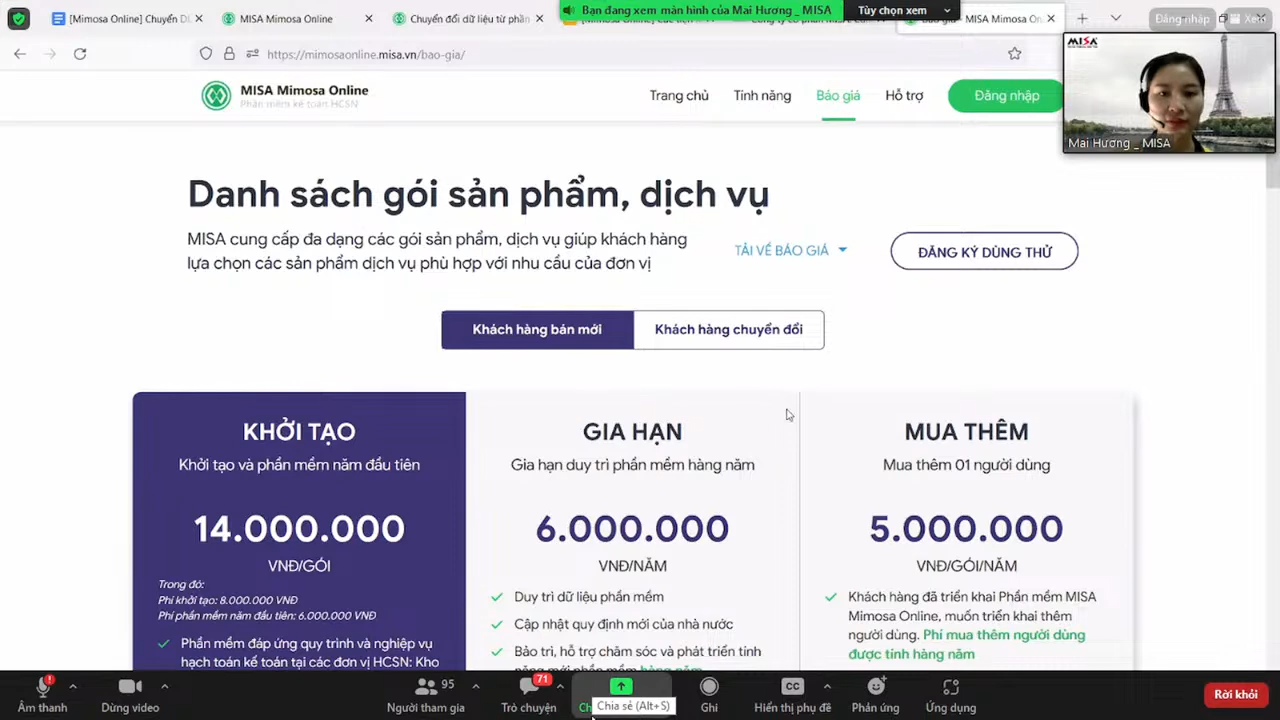 Bạn đang xem màn hình của Mai Hương _ MISA
Tùy chọn xem
[Mimosa Online] Chuyển Dị
MISA Mimosa Online
Chuyển đổi dữ liệu từ phần
MISA Mimosa On
Đăng nhập
Xem
https://mimosaonline.misa.vn/bao-gia/
MISA Mimosa Online
Phần mềm kế toán HCSN
Trang chủ
Tính năng
Báo giá
Hỗ trợ
Đăng nhập
MISA
Mai Hương _ MISA
Danh sách gói sản phẩm, dịch vụ
MISA cung cấp đa dạng các gói sản phẩm, dịch vụ giúp khách hàng
lựa chọn các sản phẩm dịch vụ phù hợp với nhu cầu của đơn vị
TẢI VỀ BÁO GIÁ
ĐĂNG KÝ DÙNG THỬ
Khách hàng bán mới
Khách hàng chuyển đổi
KHỞI TẠO
Khởi tạo và phần mềm năm đầu tiên
14.000.000
VNĐ/GÓI
Trong đó:
Phí khởi tạo: 8.000.000 VNĐ
Phí phần mềm năm đầu tiên: 6.000.000 VNĐ
Phần mềm đáp ứng quy trình và nghiệp vụ
hạch toán kế toán tại các đơn vị HCSN: Kho
GIA HẠN
Gia hạn duy trì phần mềm hàng năm
6.000.000
VNĐ/NĂM
Duy trì dữ liệu phần mềm
Cập nhật quy định mới của nhà nước
Bảo trì, hỗ trợ chăm sóc và phát triển tính
năng mới phần mềm hàng năm
MUA THÊM
Mua thêm 01 người dùng
5.000.000
VNĐ/GÓI/NĂM
Khách hàng đã triển khai Phần mềm MISA
Mimosa Online, muốn triển khai thêm
người dùng. Phí mua thêm người dùng
được tính hàng năm
Âm thanh
Dừng video
95
Người tham gia
71
Trò chuyện
Chia sẻ (Alt+S)
Ghi
CC
Hiển thị phụ đề
Phản ứng
Ứng dụng
Rời khỏi